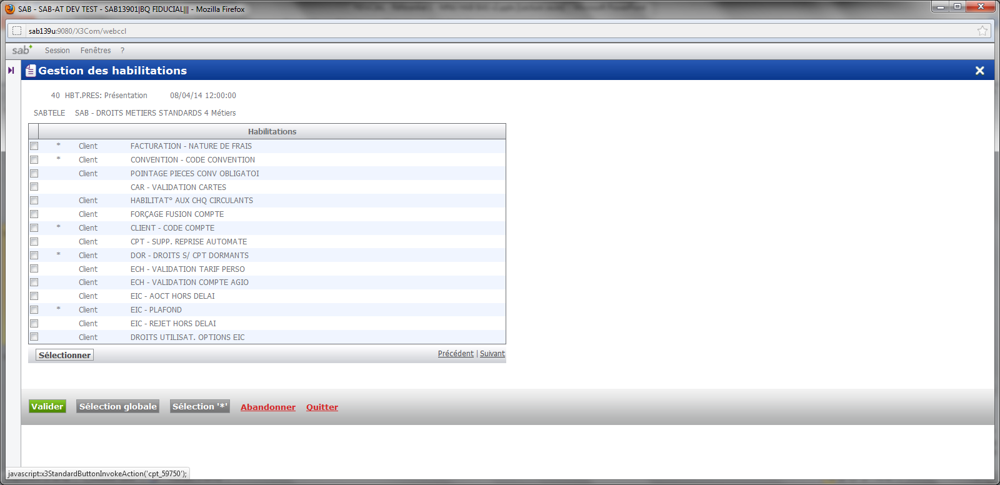 SAB - SAB-AT DEV TEST - SAB13901|BQ FIDUCIAL||| - Mozilla Firefox
sab139u:9080/X3Com/webccl
sab+ Session Fenêtres ?
Gestion des habilitations
40 HBT.PRES: Présentation 08/04/14 12:00:00
SABTELE SAB - DROITS METIERS STANDARDS 4 Métiers
Habilitations
* Client FACTURATION - NATURE DE FRAIS
* Client CONVENTION - CODE CONVENTION
Client POINTAGE PIECES CONV OBLIGATOI
CAR - VALIDATION CARTES
Client HABILITAT° AUX CHQ CIRCULANTS
Client FORÇAGE FUSION COMPTE
* Client CLIENT - CODE COMPTE
Client CPT - SUPP. REPRISE AUTOMATE
* Client DOR - DROITS S/ CPT DORMANTS
Client ECH - VALIDATION TARIF PERSO
Client ECH - VALIDATION COMPTE AGIO
Client EIC - AOCT HORS DELAI
* Client EIC - PLAFOND
Client EIC - REJET HORS DELAI
Client DROITS UTILISAT. OPTIONS EIC
Sélectionner Précédent | Suivant
Valider Sélection globale Sélection '*' Abandonner Quitter
javascript:x3StandardButtonInvokeAction('cpt_59750');